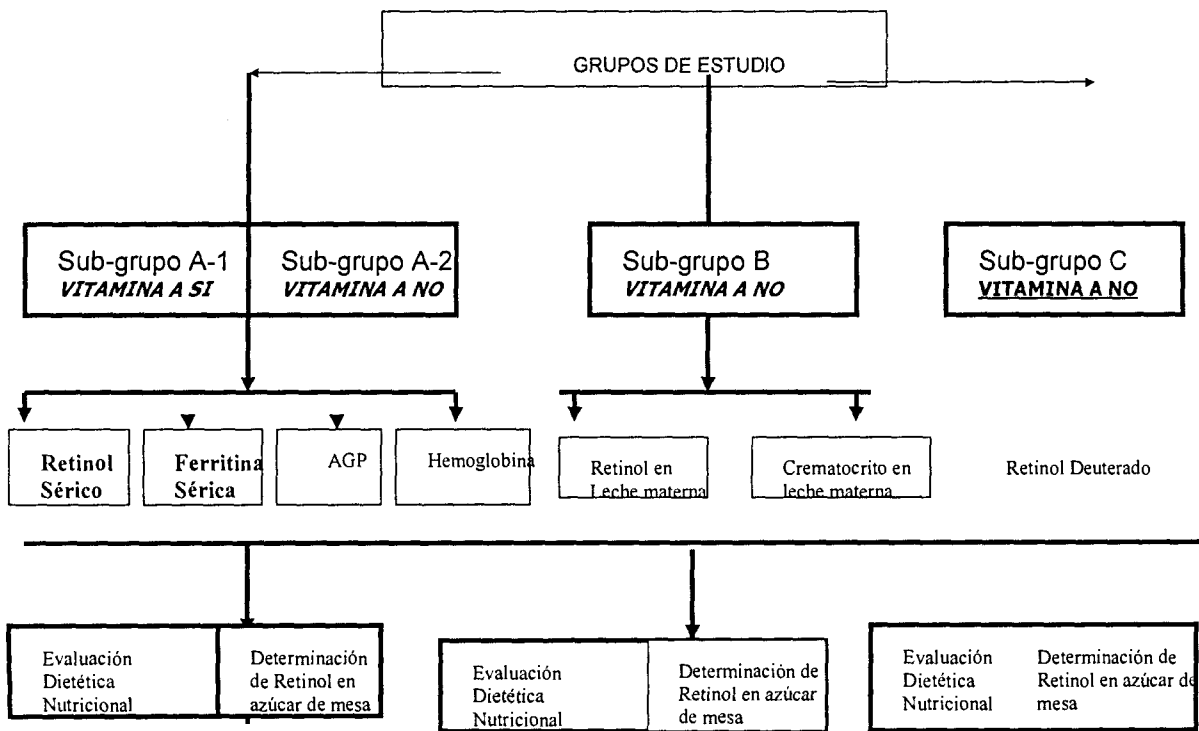 GRUPOS DE ESTUDIO
Sub-grupo A-1
VITAMINA A SI
Sub-grupo A-2
VITAMINA A NO
Sub-grupo B
VITAMINA A NO
Sub-grupo C
VITAMINA A NO
Retinol
Sérico
Ferritina
Sérica
AGP
Hemoglobina
Retinol en
Leche materna
Crematocrito en
leche materna
Retinol Deuterado
Evaluación
Dietética
Nutricional
Determinación
de Retinol en
azúcar de mesa
Evaluación
Dietética
Nutricional
Determinación de
Retinol en azúcar
de mesa
Evaluación
Dietética
Nutricional
Determinación de
Retinol en azúcar de
mesa